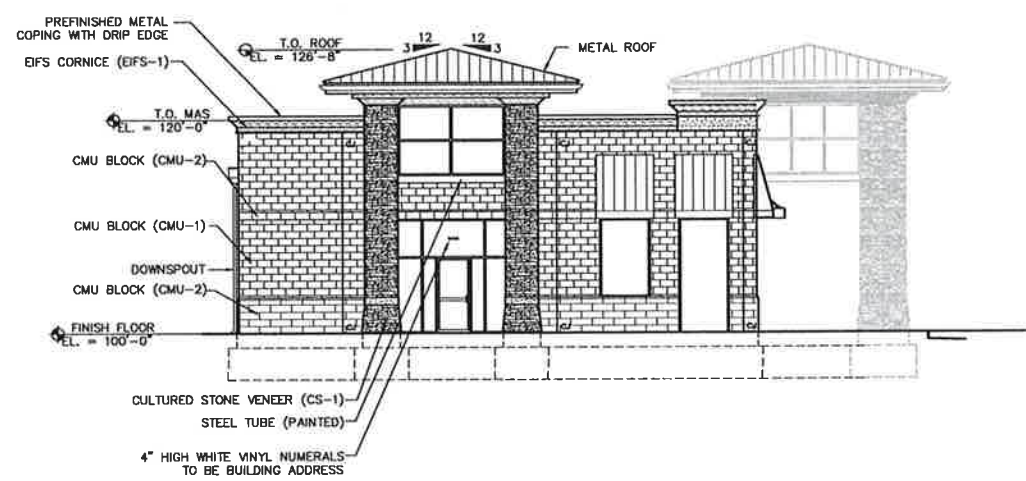 PREFINISHED METAL
COPING WITH DRIP EDGE
T.O. ROOF
EL. = 126'-8"
12 12
3 3
METAL ROOF
EIFS CORNICE (EIFS-1)
T.O. MAS
EL. = 120'-0"
CMU BLOCK (CMU-2)
CMU BLOCK (CMU-1)
DOWNSPOUT
CMU BLOCK (CMU-2)
FINISH FLOOR
EL. = 100'-0"
CULTURED STONE VENEER (CS-1)
STEEL TUBE (PAINTED)
4" HIGH WHITE VINYL NUMERALS
TO BE BUILDING ADDRESS